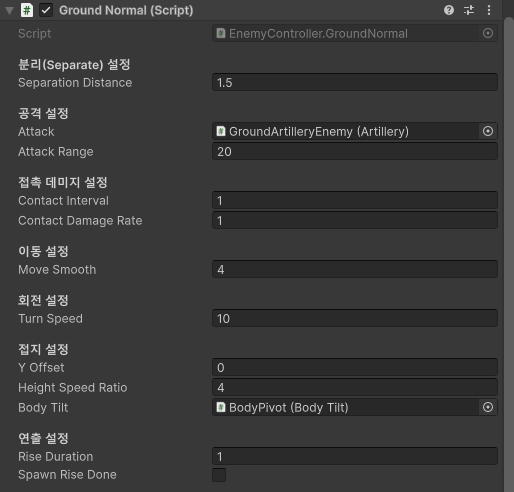 Ground Normal (Script)
Script EnemyController.GroundNormal
분리(Separate) 설정
Separation Distance 1.5
공격 설정
Attack GroundArtilleryEnemy (Artillery)
Attack Range 20
접촉 데미지 설정
Contact Interval 1
Contact Damage Rate 1
이동 설정
Move Smooth 4
회전 설정
Turn Speed 10
접지 설정
Y Offset 0
Height Speed Ratio 4
Body Tilt BodyPivot (Body Tilt)
연출 설정
Rise Duration 1
Spawn Rise Done